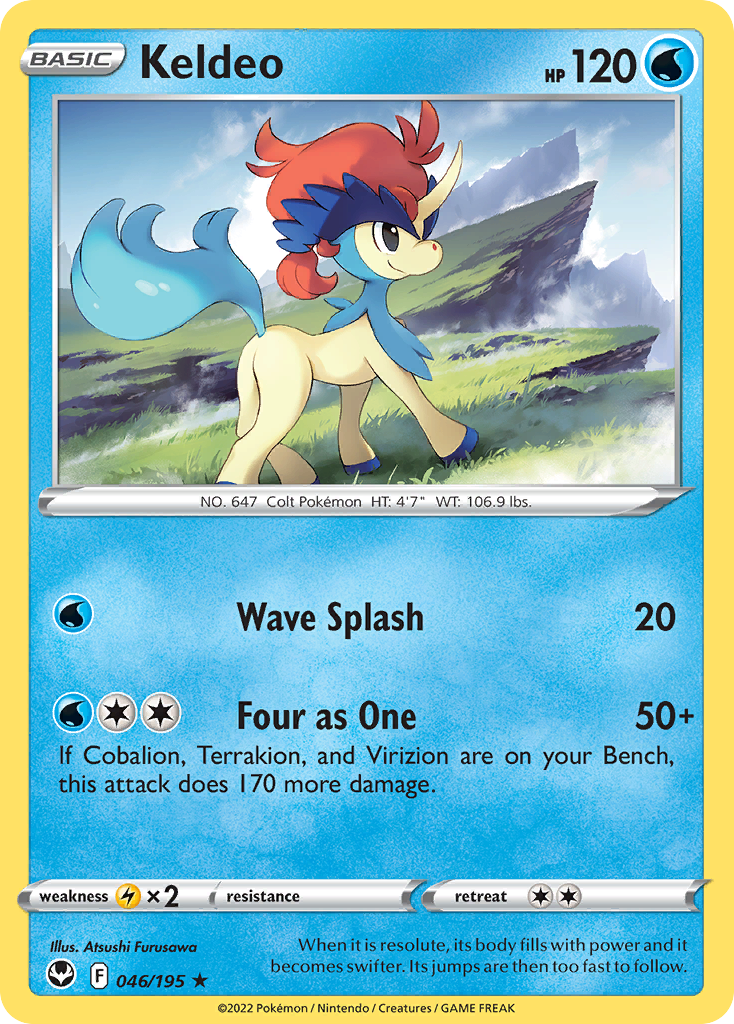 BASIC Keldeo HP 120
NO. 647 Colt Pokémon HT: 4'7" WT: 106.9 lbs.
Wave Splash 20
Four as One 50+
If Cobalion, Terrakion, and Virizion are on your Bench,
this attack does 170 more damage.
weakness ×2 resistance retreat
Illus. Atsushi Furusawa
When it is resolute, its body fills with power and it
becomes swifter. Its jumps are then too fast to follow.
F 046/195 ★
©2022 Pokémon / Nintendo / Creatures / GAME FREAK